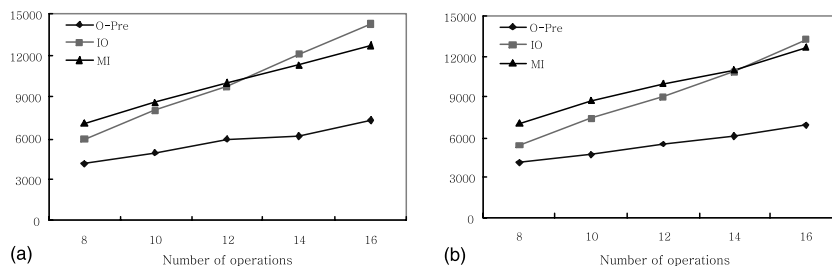 15000
12000
9000
6000
3000
0
O-Pre
IO
MI
8 10 12 14 16
Number of operations
(a)
15000
12000
9000
6000
3000
0
O-Pre
IO
MI
8 10 12 14 16
Number of operations
(b)